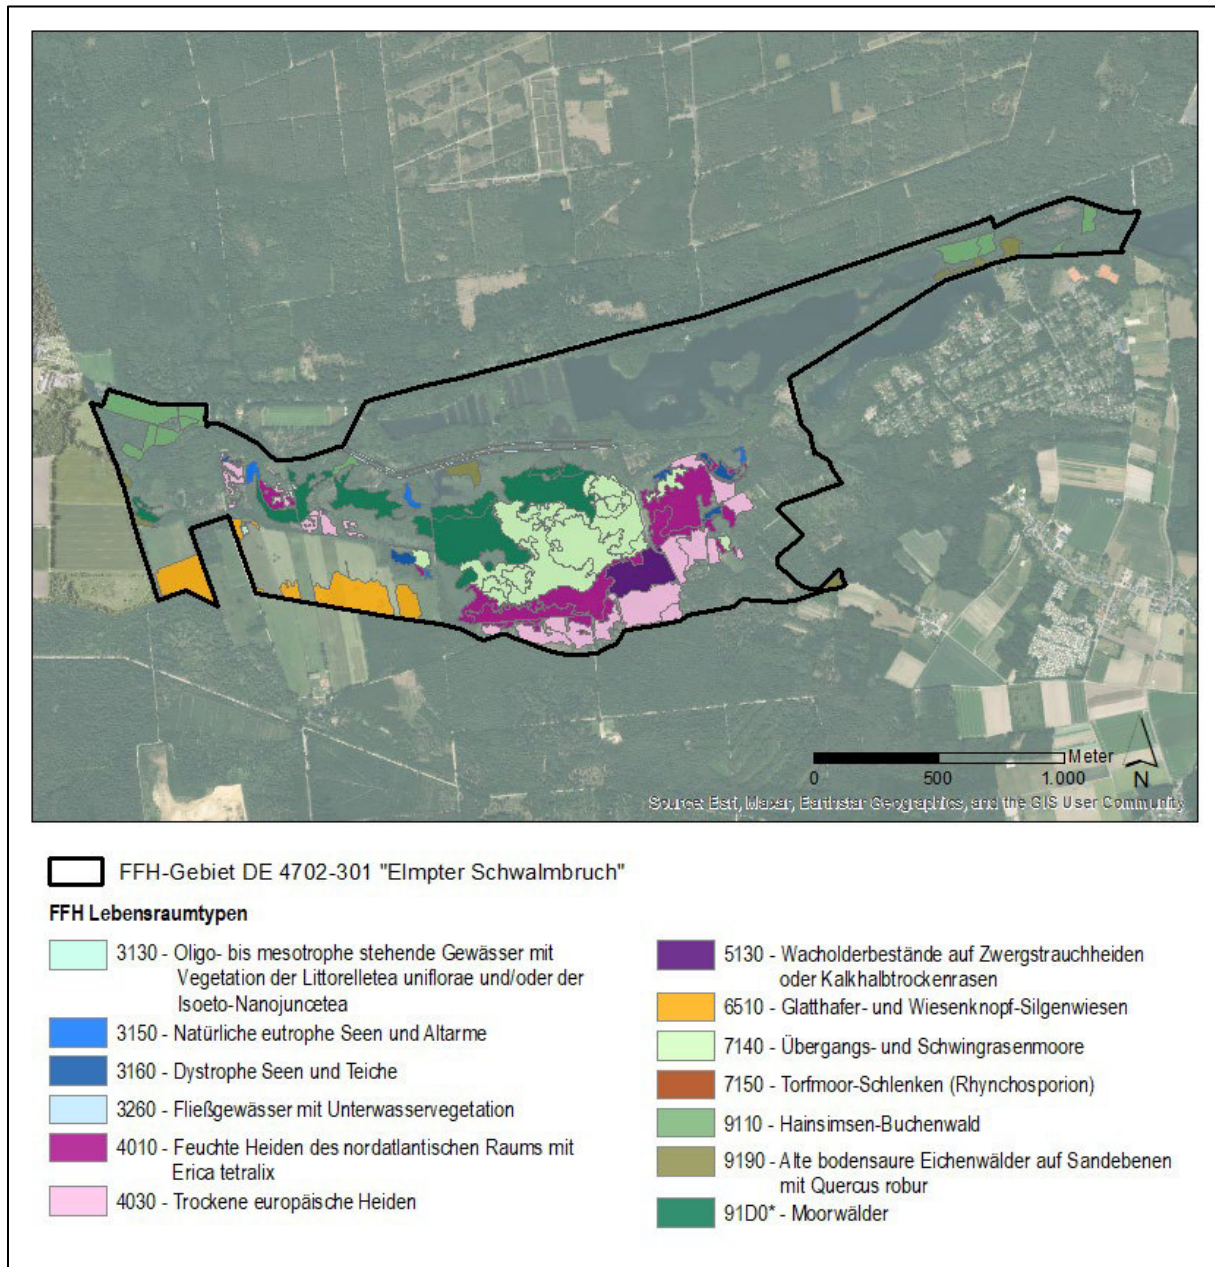 Meter
0 500 1.000 N
Source: Esri, Maxar, Earthstar Geographics, and the GIS User Community
FFH-Gebiet DE 4702-301 "Elmpter Schwalmbruch"
FFH Lebensraumtypen
3130 - Oligo- bis mesotrophe stehende Gewässer mit
Vegetation der Littorelletea uniflorae und/oder der
Isoeto-Nanojuncetea
3150 - Natürliche eutrophe Seen und Altarme
3160 - Dystrophe Seen und Teiche
3260 - Fließgewässer mit Unterwasservegetation
4010 - Feuchte Heiden des nordatlantischen Raums mit
Erica tetralix
4030 - Trockene europäische Heiden
5130 - Wacholderbestände auf Zwergstrauchheiden
oder Kalkhalbtrockenrasen
6510 - Glatthafer- und Wiesenknopf-Silgenwiesen
7140 - Übergangs- und Schwingrasenmoore
7150 - Torfmoor-Schlenken (Rhynchosporion)
9110 - Hainsimsen-Buchenwald
9190 - Alte bodensaure Eichenwälder auf Sandebenen
mit Quercus robur
91D0* - Moorwälder